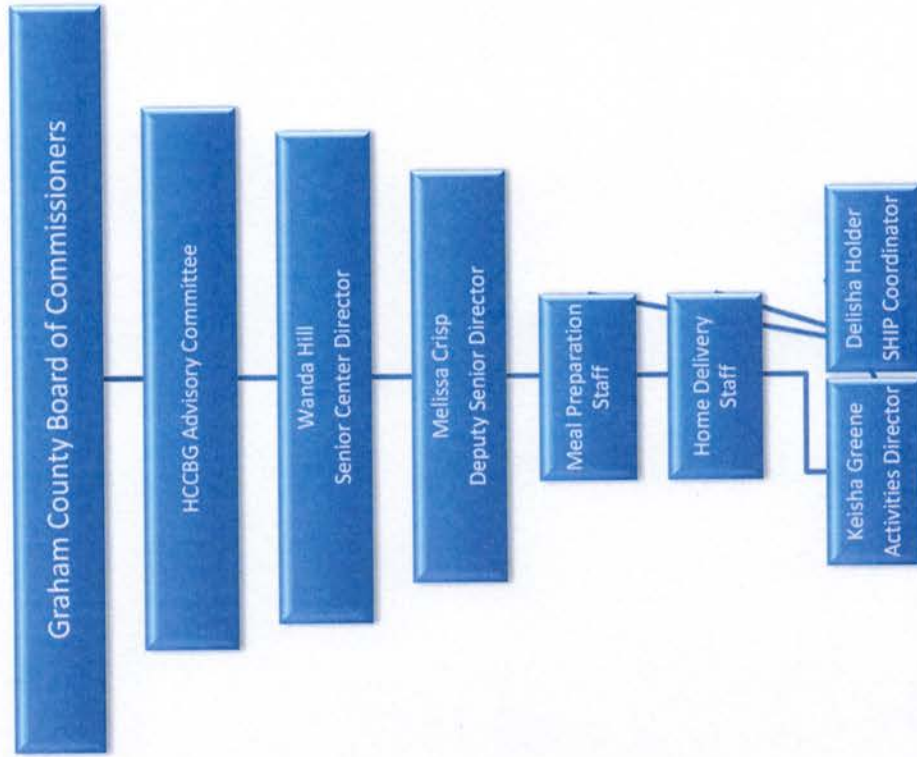 Graham County Board of Commissioners
HCCBG Advisory Committee
Wanda Hill
Senior Center Director
Melissa Crisp
Deputy Senior Director
Meal Preparation
Staff
Home Delivery
Staff
Keisha Greene
Activities Director
Delisha Holder
SHIP Coordinator